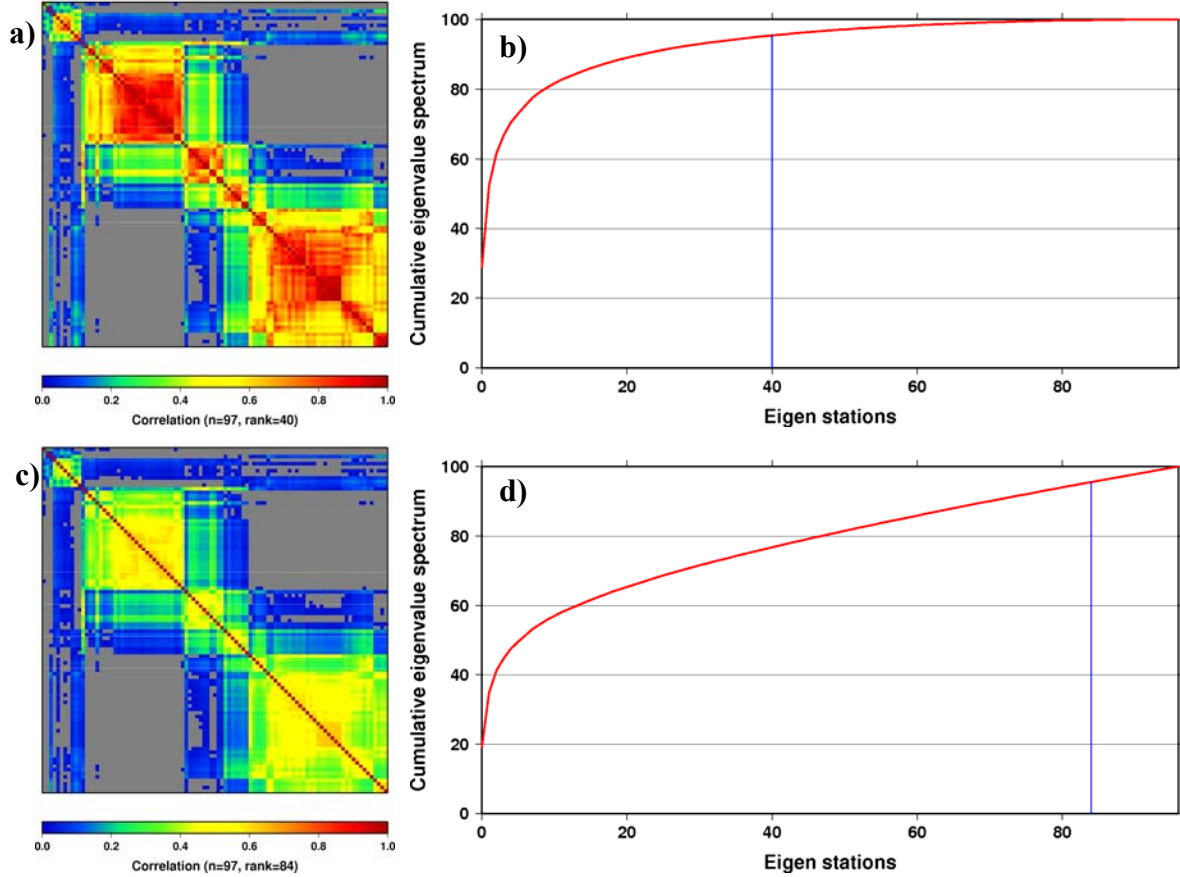 a)
0.0 0.2 0.4 0.6 0.8 1.0
Correlation (n=97, rank=40)
b)
Cumulative eigenvalue spectrum
100
80
60
40
20
0
0 20 40 60 80
Eigen stations
c)
0.0 0.2 0.4 0.6 0.8 1.0
Correlation (n=97, rank=84)
d)
Cumulative eigenvalue spectrum
100
80
60
40
20
0
0 20 40 60 80
Eigen stations